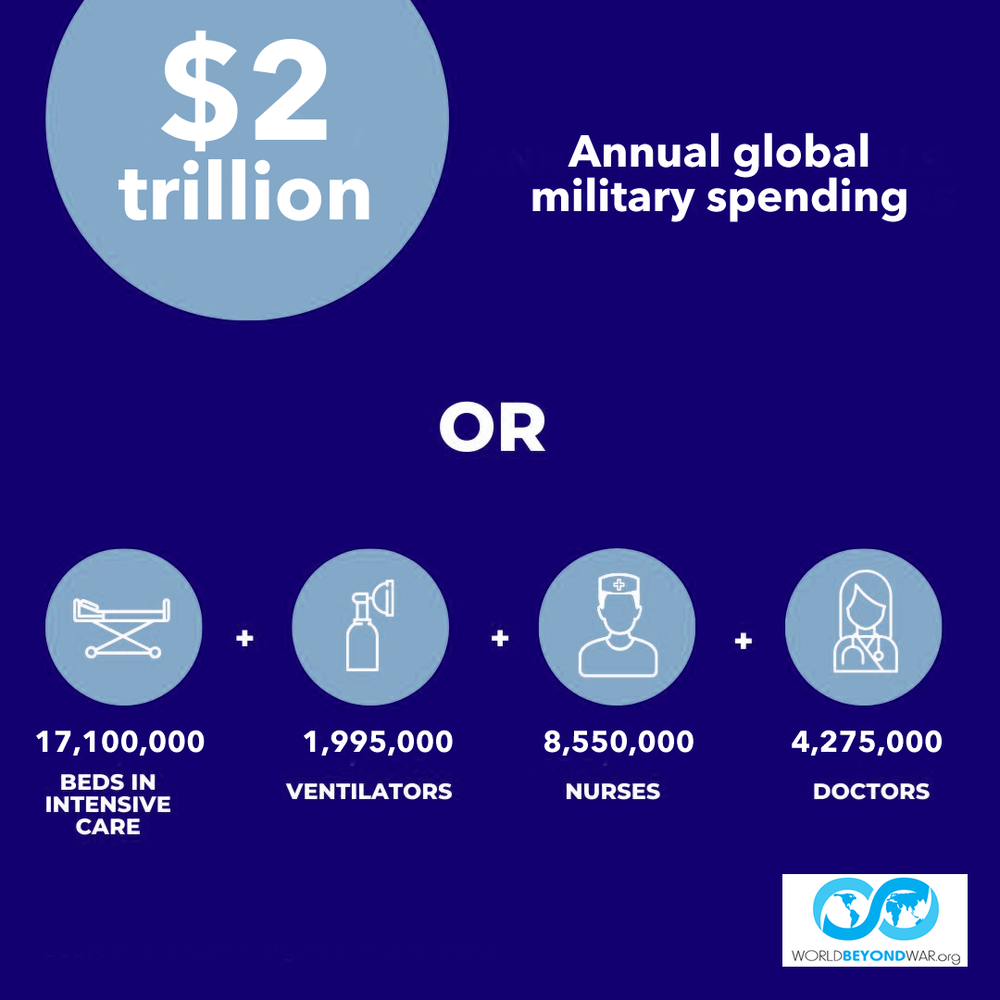 $2
trillion
Annual global
military spending
OR
+
+
+
17,100,000
BEDS IN
INTENSIVE
CARE
1,995,000
VENTILATORS
8,550,000
NURSES
4,275,000
DOCTORS
WORLDBEYONDWAR.org